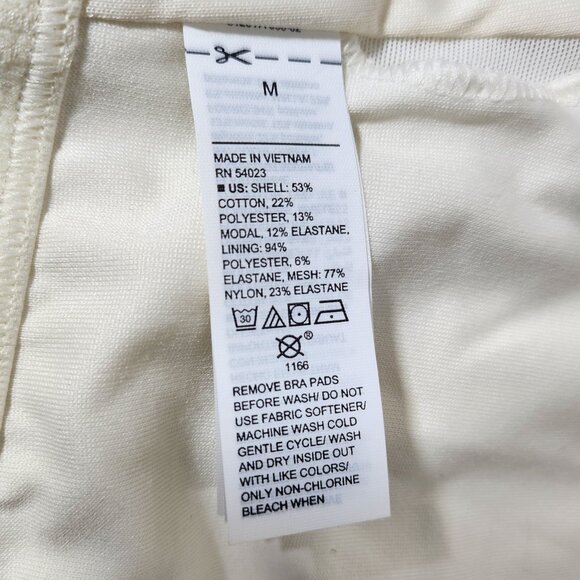 M
MADE IN VIETNAM
RN 54023
■ US: SHELL: 53%
COTTON, 22%
POLYESTER, 13%
MODAL, 12% ELASTANE,
LINING: 94%
POLYESTER, 6%
ELASTANE, MESH: 77%
NYLON, 23% ELASTANE
30
®
1166
REMOVE BRA PADS
BEFORE WASH/ DO NOT
USE FABRIC SOFTENER/
MACHINE WASH COLD
GENTLE CYCLE/ WASH
AND DRY INSIDE OUT
WITH LIKE COLORS/
ONLY NON-CHLORINE
BLEACH WHEN